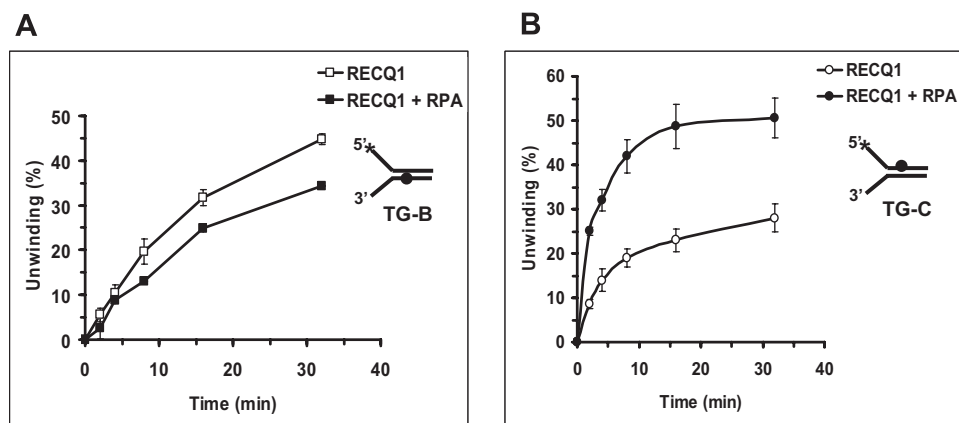 A
RECQ1
RECQ1 + RPA
50
40
30
20
10
0
Unwinding (%)
0 10 20 30 40
Time (min)
5'*
3'
TG-B
B
RECQ1
RECQ1 + RPA
60
50
40
30
20
10
0
Unwinding (%)
0 10 20 30 40
Time (min)
5'*
3'
TG-C